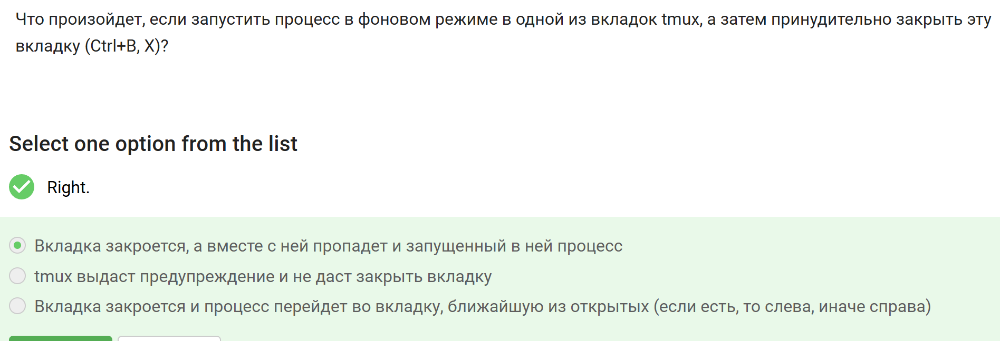 Что произойдет, если запустить процесс в фоновом режиме в одной из вкладок tmux, а затем принудительно закрыть эту
вкладку (Ctrl+B, X)?
Select one option from the list
Right.
Вкладка закроется, а вместе с ней пропадет и запущенный в ней процесс
tmux выдаст предупреждение и не даст закрыть вкладку
Вкладка закроется и процесс перейдет во вкладку, ближайшую из открытых (если есть, то слева, иначе справа)